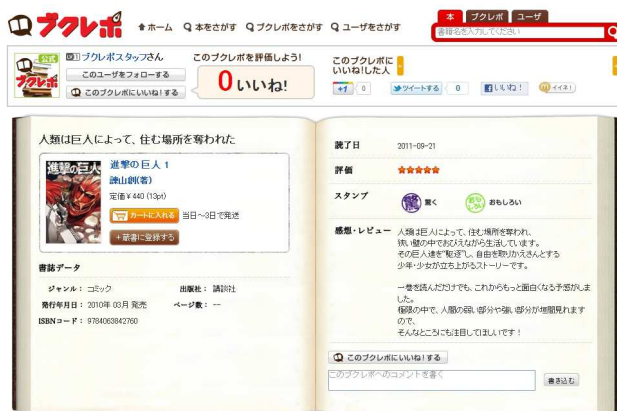 ブクレポ
ホーム
本をさがす
ブクレポをさがす
ユーザをさがす
本
ブクレポ
ユーザ
書籍名を入力してください
公式
ブクレポ
ブクレポスタッフさん
このユーザをフォローする
このブクレポにいいね!する
このブクレポを評価しよう!
0いいね!
このブクレポに
いいね!した人
+1
0
ツイートする
0
いいね!
イイネ!
人類は巨人によって、住む場所を奪われた
進撃の巨人
進撃の巨人 1
諌山創(著)
定価￥440 (13pt)
カートに入れる
当日～3日で発送
+蔵書に登録する
書誌データ
ジャンル： コミック
出版社： 講談社
発行年月日： 2010年 03月 発売
ページ数： --
ISBNコード： 9784063842760
読了日
2011-09-21
評価
★★★★★
スタンプ
驚
驚く
おもしろい
おもしろい
感想・レビュー
人類は巨人によって、住む場所を奪われ、
狭い壁の中でおびえながら生活しています。
その巨人達を"駆逐"し、自由を取りかえさんとする
少年・少女が立ち上がるストーリーです。
一巻を読んだだけでも、これからもっと面白くなる予感がしま
した。
極限の中で、人間の弱い部分や強い部分が垣間見れます
ので、
そんなところにも注目してほしいです！
このブクレポにいいね!する
このブクレポへのコメントを書く
書き込む